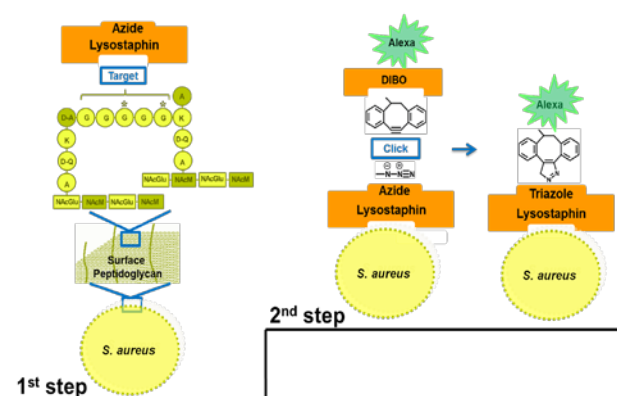 Azide
Lysostaphin
Target
A
D-A G G G G G K
K D-Q
D-Q A
A NAcGlu NAcM NAcGlu NAcM
NAcGlu NAcM NAcGlu NAcM
Surface
Peptidoglycan
S. aureus
1st step
Alexa
DIBO
Click
N N N
Azide
Lysostaphin
S. aureus
2nd step
Alexa
N
N N
Triazole
Lysostaphin
S. aureus